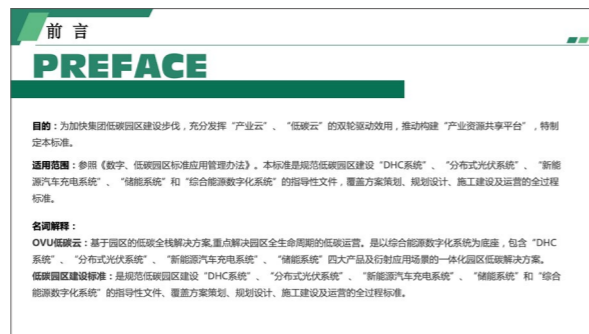 前 言
PREFACE
目的：为加快集团低碳园区建设步伐，充分发挥“产业云”、“低碳云”的双轮驱动效用，推动构建“产业资源共享平台”，特制
定本标准。
适用范围：参照《数字、低碳园区标准应用管理办法》。本标准是规范低碳园区建设“DHC系统”、“分布式光伏系统”、“新能
源汽车充电系统”、“储能系统”和“综合能源数字化系统”的指导性文件，覆盖方案策划、规划设计、施工建设及运营的全过程
标准。
名词解释：
OVU低碳云：基于园区的低碳全栈解决方案,重点解决园区全生命周期的低碳运营。是以综合能源数字化系统为底座，包含“DHC
系统”、“分布式光伏系统”、“新能源汽车充电系统”、“储能系统”四大产品及衍射应用场景的一体化园区低碳解决方案。
低碳园区建设标准：是规范低碳园区建设“DHC系统”、“分布式光伏系统”、“新能源汽车充电系统”、“储能系统”和“综合
能源数字化系统”的指导性文件、覆盖方案策划、规划设计、施工建设及运营的全过程标准。